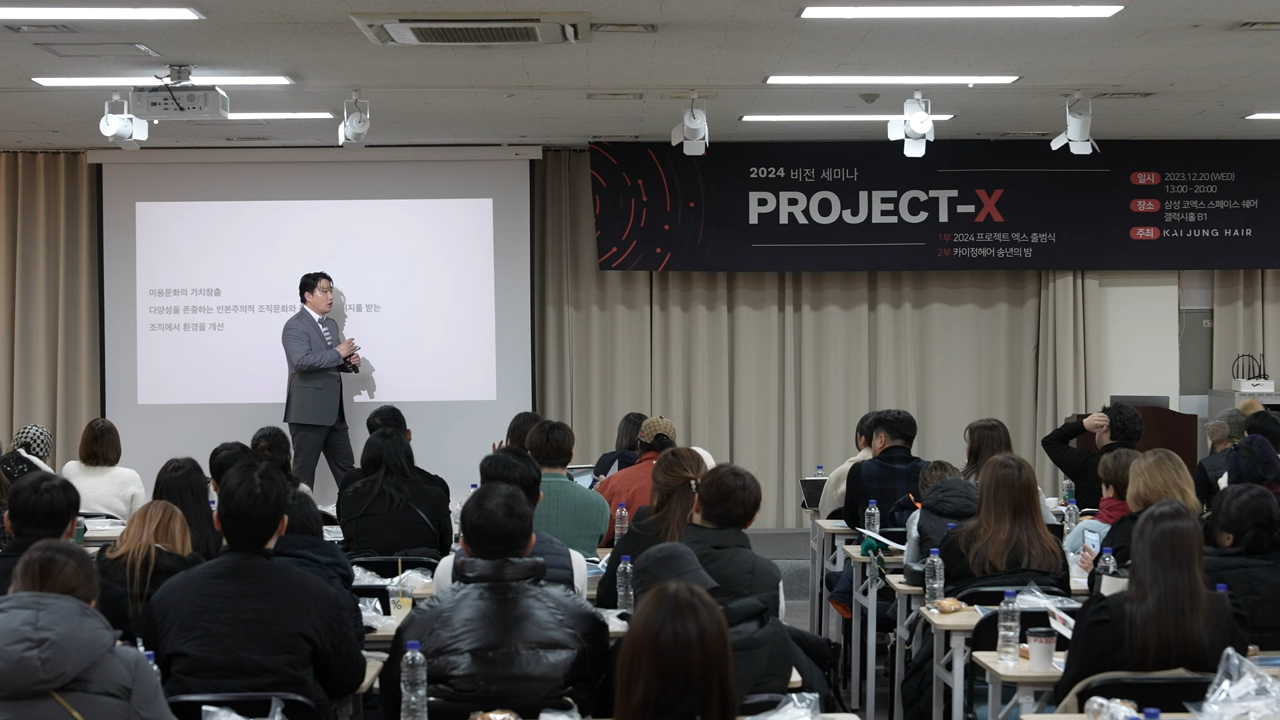 미용문화의 가치창출
다양성을 존중하는 인본주의적 조직문화와
지를 받는
조직에서 환경을 개선
2024 비전 세미나
PROJECT-X
1부 2024 프로젝트 엑스 출범식
2부 카이정헤어 송년의 밤
일시 2023.12.20 (WED)
13:00 - 20:00
장소 삼성 코엑스 스페이스 쉐어
갤럭시홀 B1
주최 KAI JUNG HAIR
%